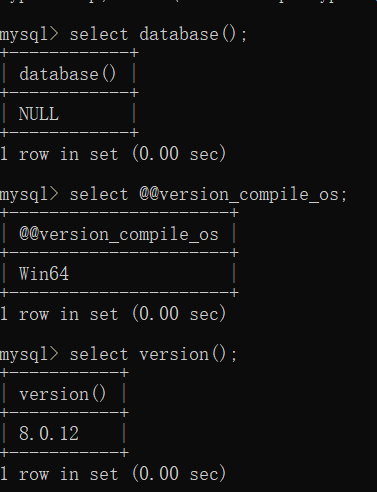 mysql> select database();
+------------+
| database() |
+------------+
| NULL       |
+------------+
1 row in set (0.00 sec)
mysql> select @@version_compile_os;
+----------------------+
| @@version_compile_os |
+----------------------+
| Win64                |
+----------------------+
1 row in set (0.00 sec)
mysql> select version();
+-----------+
| version() |
+-----------+
| 8.0.12    |
+-----------+
1 row in set (0.00 sec)